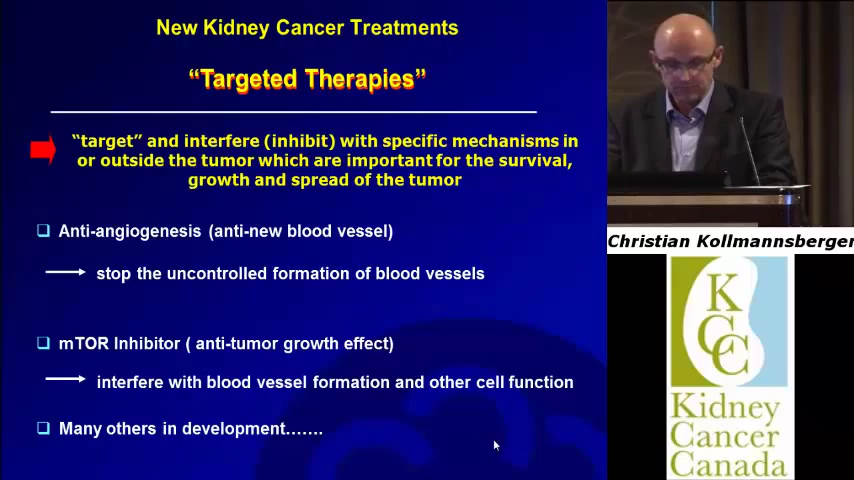 New Kidney Cancer Treatments
“Targeted Therapies”
“target” and interfere (inhibit) with specific mechanisms in
or outside the tumor which are important for the survival,
growth and spread of the tumor
Anti-angiogenesis (anti-new blood vessel)
stop the uncontrolled formation of blood vessels
mTOR Inhibitor ( anti-tumor growth effect)
interfere with blood vessel formation and other cell function
Many others in development…….
Christian Kollmannsberger
KCC
Kidney
Cancer
Canada